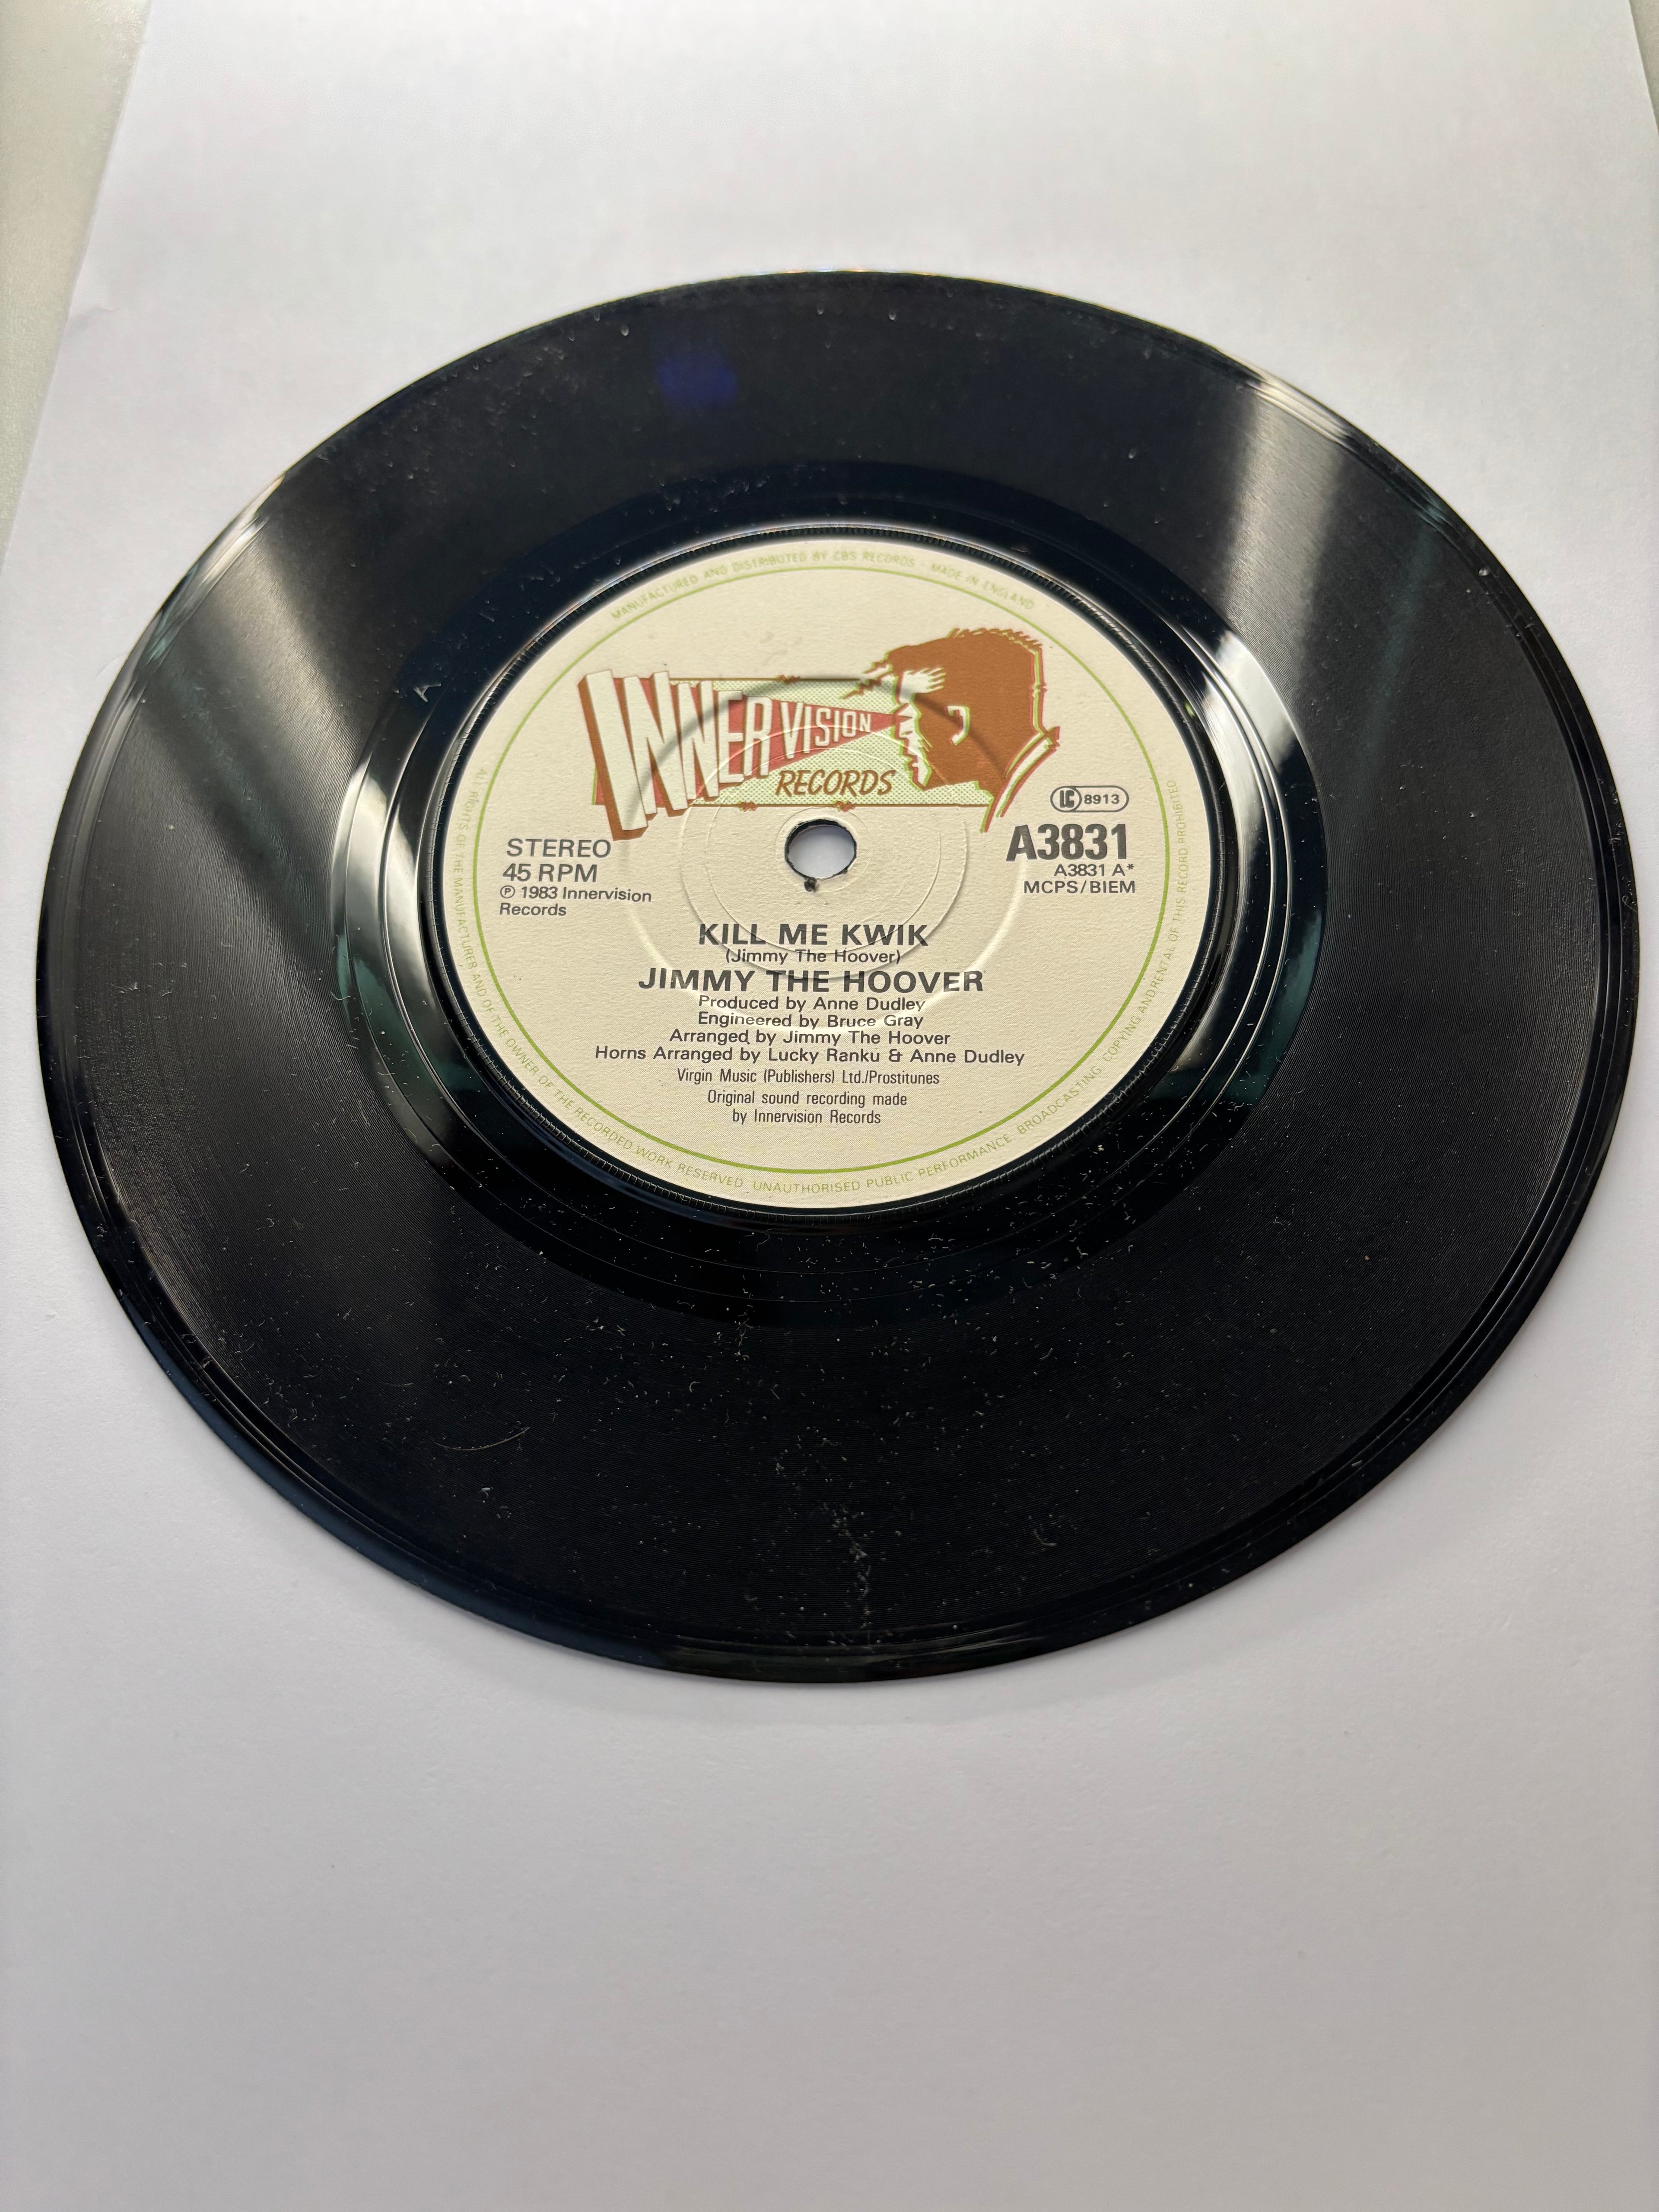 MANUFACTURED AND DISTRIBUTED BY CBS RECORDS - MADE IN ENGLAND
INNERVISION
RECORDS
LC 8913
STEREO
45 RPM
℗ 1983 Innervision
Records
A3831
A3831 A*
MCPS/BIEM
KILL ME KWIK
(Jimmy The Hoover)
JIMMY THE HOOVER
Produced by Anne Dudley
Engineered by Bruce Gray
Arranged by Jimmy The Hoover
Horns Arranged by Lucky Ranku & Anne Dudley
Virgin Music (Publishers) Ltd./Prostitunes
Original sound recording made
by Innervision Records
ALL RIGHTS OF THE MANUFACTURER AND OF THE OWNER OF THE RECORDED WORK RESERVED. UNAUTHORISED PUBLIC PERFORMANCE. BROADCASTING. COPYING AND RENTAL OF THIS RECORD PROHIBITED